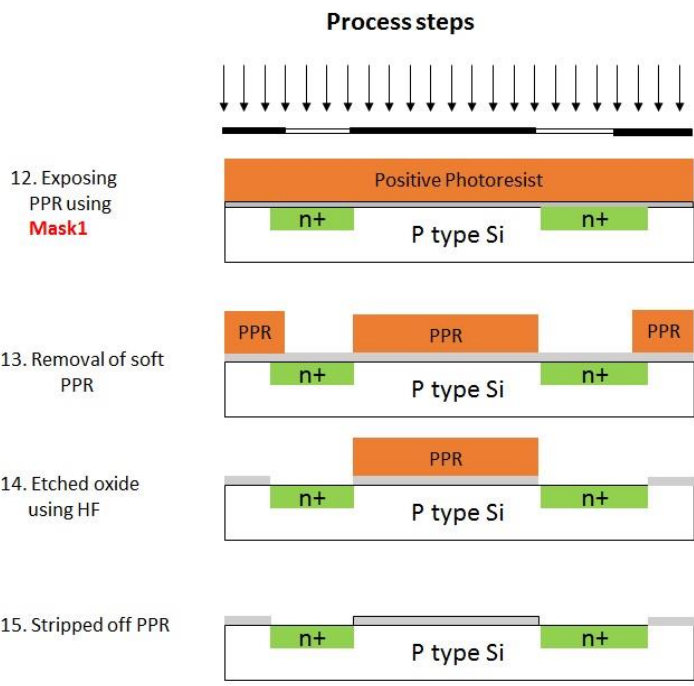 Process steps
12. Exposing
PPR using
Mask1
Positive Photoresist
n+
P type Si
n+
13. Removal of soft
PPR
PPR
PPR
PPR
n+
P type Si
n+
14. Etched oxide
using HF
PPR
n+
P type Si
n+
15. Stripped off PPR
n+
P type Si
n+